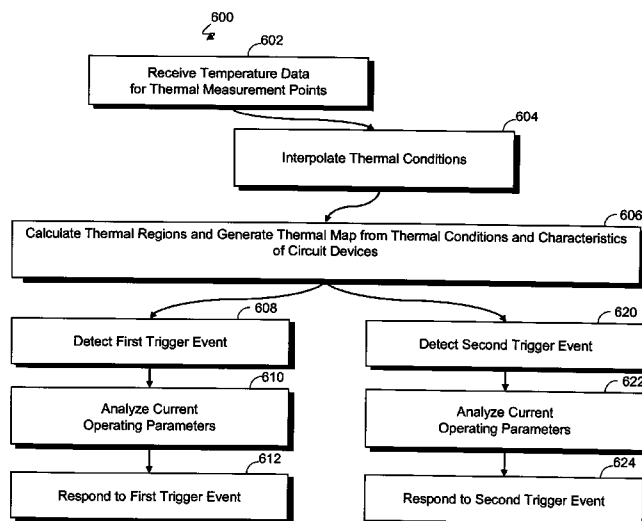 600
602
Receive Temperature Data
for Thermal Measurement Points
604
Interpolate Thermal Conditions
606
Calculate Thermal Regions and Generate Thermal Map from Thermal Conditions and Characteristics
of Circuit Devices
608
Detect First Trigger Event
610
Analyze Current
Operating Parameters
612
Respond to First Trigger Event
620
Detect Second Trigger Event
622
Analyze Current
Operating Parameters
624
Respond to Second Trigger Event